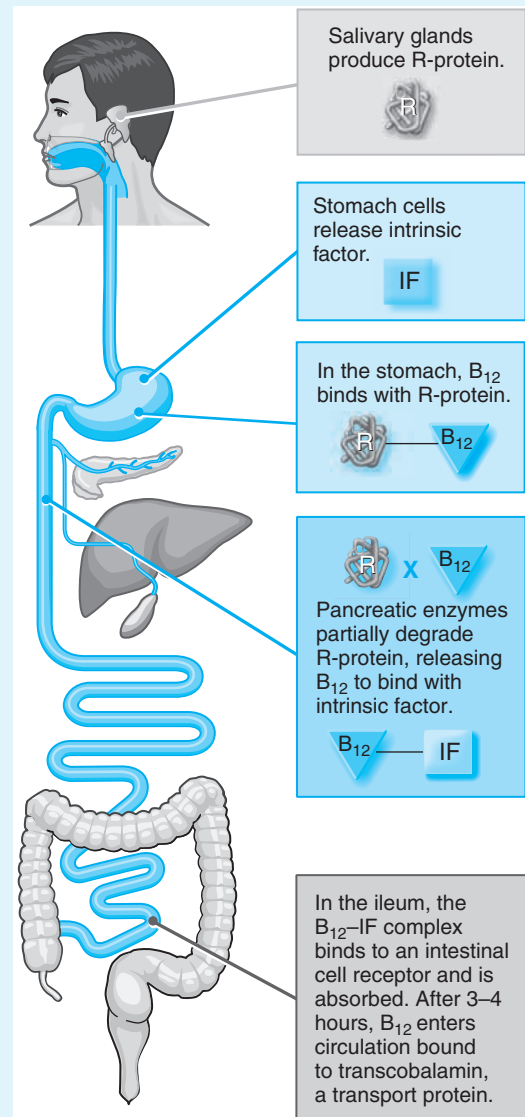 Salivary glands
produce R-protein.
R
Stomach cells
release intrinsic
factor.
IF
In the stomach, B12
binds with R-protein.
R B12
R X B12
Pancreatic enzymes
partially degrade
R-protein, releasing
B12 to bind with
intrinsic factor.
B12 IF
In the ileum, the
B12–IF complex
binds to an intestinal
cell receptor and is
absorbed. After 3–4
hours, B12 enters
circulation bound
to transcobalamin,
a transport protein.